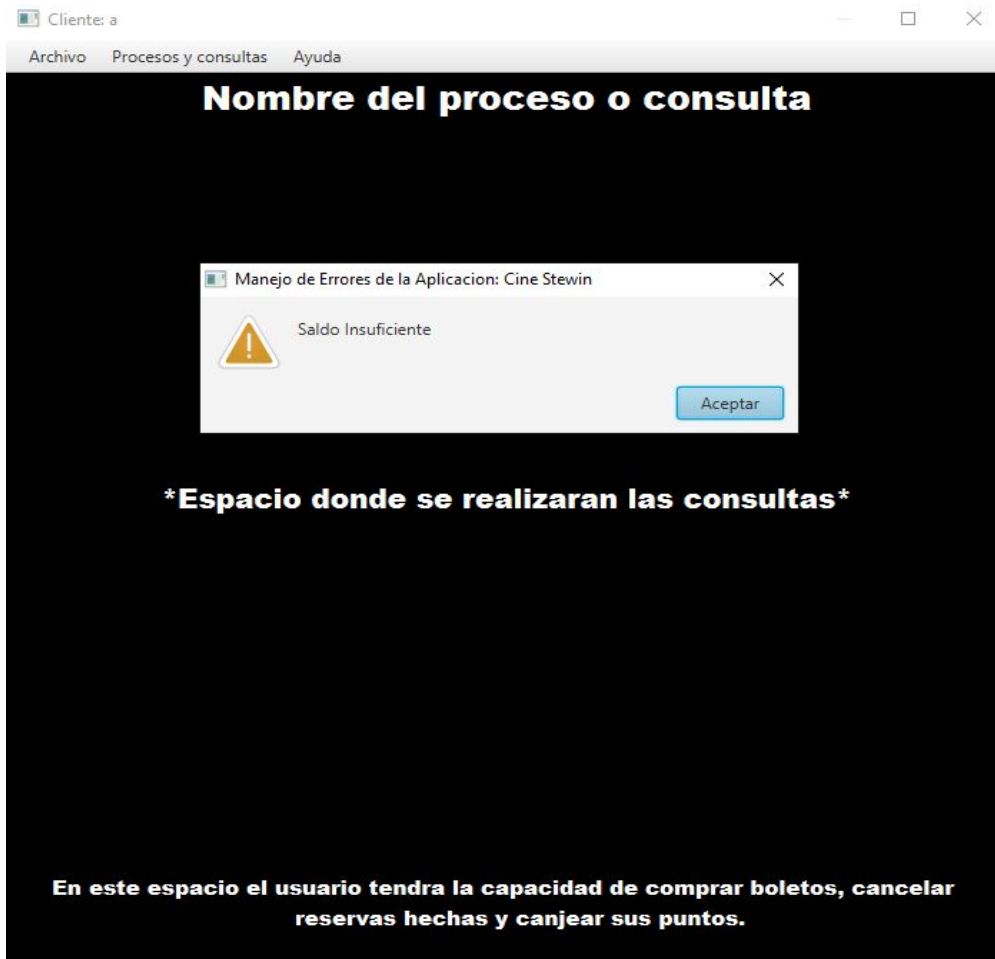 Cliente: a
Archivo Procesos y consultas Ayuda
Nombre del proceso o consulta
Manejo de Errores de la Aplicacion: Cine Stewin
Saldo Insuficiente
Aceptar
*Espacio donde se realizaran las consultas*
En este espacio el usuario tendra la capacidad de comprar boletos, cancelar
reservas hechas y canjear sus puntos.